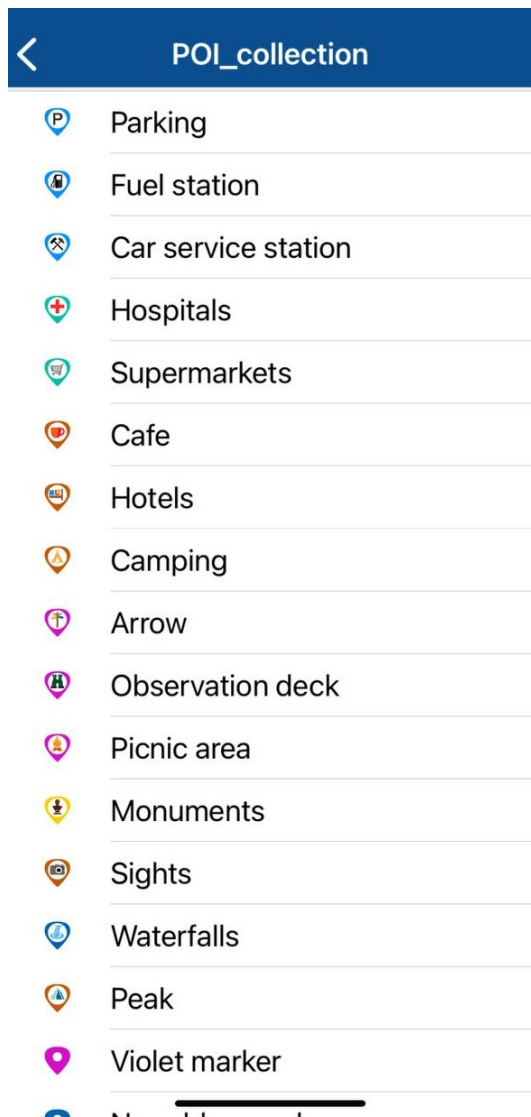 POI_collection
P
Parking
Fuel station
Car service station
Hospitals
Supermarkets
Cafe
Hotels
Camping
Arrow
Observation deck
Picnic area
Monuments
Sights
Waterfalls
Peak
Violet marker